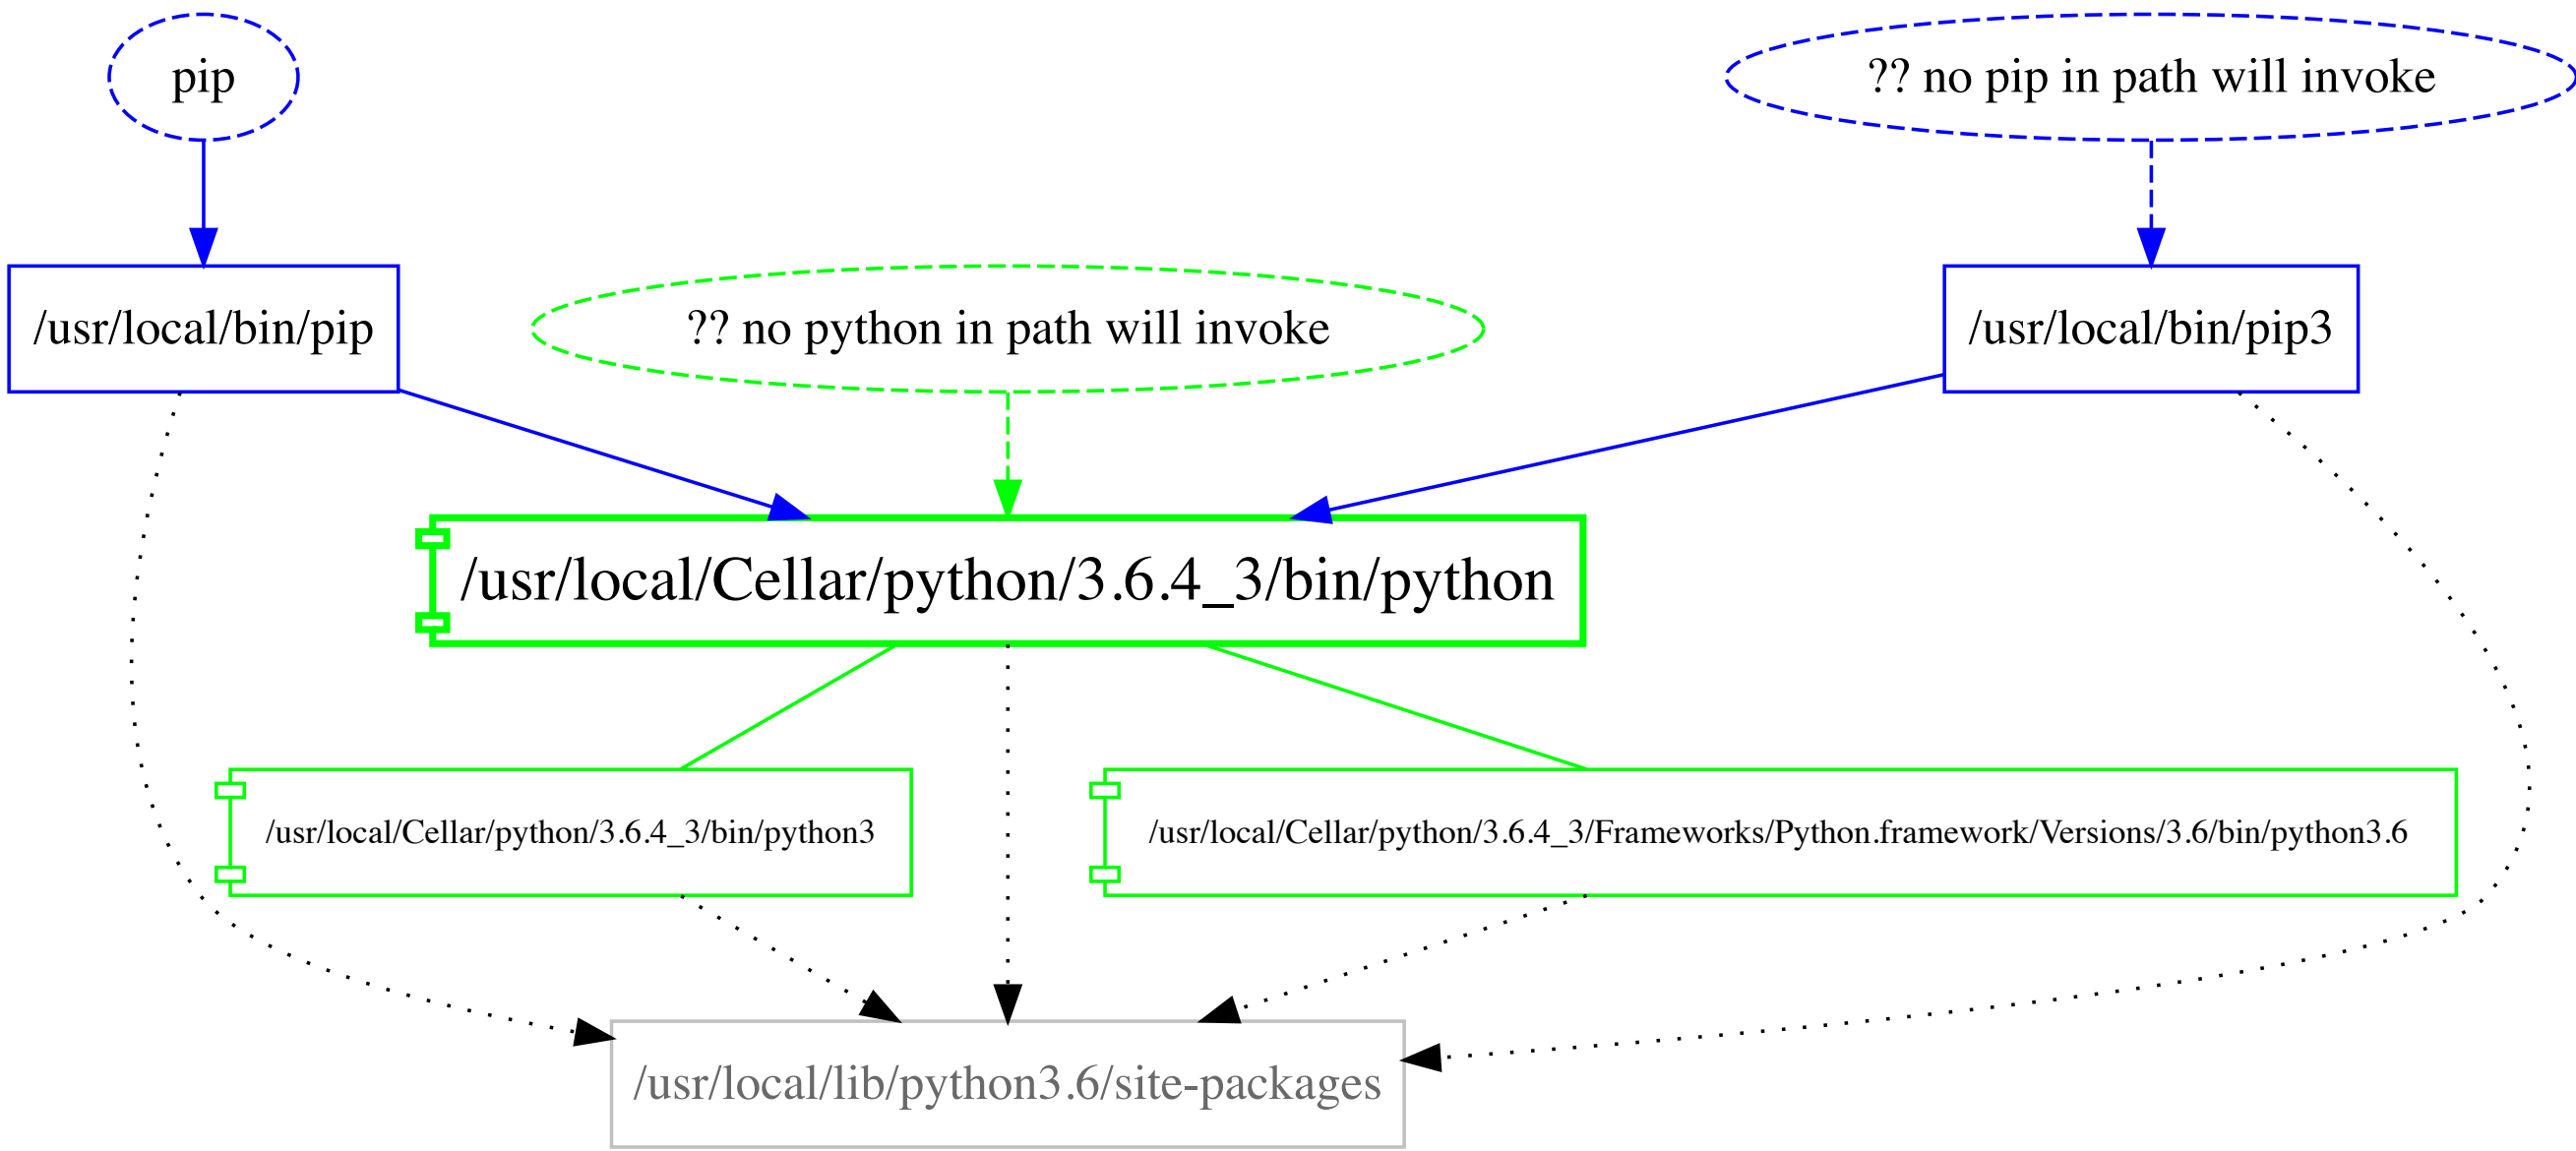 pip
?? no pip in path will invoke
/usr/local/bin/pip
?? no python in path will invoke
/usr/local/bin/pip3
/usr/local/Cellar/python/3.6.4_3/bin/python
/usr/local/Cellar/python/3.6.4_3/bin/python3
/usr/local/Cellar/python/3.6.4_3/Frameworks/Python.framework/Versions/3.6/bin/python3.6
/usr/local/lib/python3.6/site-packages